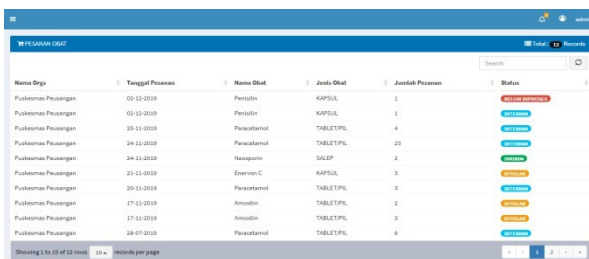 admi
PESANAN OBAT Total: 12 Records
Search
Nama Orgs Tanggal Pesanan Nama Obat Jenis Obat Jumlah Pesanan Status
Puskesmas Peusangan 02-12-2019 Penisilin KAPSUL 1 BELUM DIPROSES
Puskesmas Peusangan 02-12-2019 Penisilin KAPSUL 1 DITERIMA
Puskesmas Peusangan 25-11-2019 Paracetamol TABLET/PIL 4 DITERIMA
Puskesmas Peusangan 24-11-2019 Paracetamol TABLET/PIL 23 DITERIMA
Puskesmas Peusangan 24-11-2019 Neosporin SALEP 2 DIKIRIM
Puskesmas Peusangan 21-11-2019 Enervon C KAPSUL 3 DITOLAK
Puskesmas Peusangan 20-11-2019 Paracetamol TABLET/PIL 3 DITERIMA
Puskesmas Peusangan 17-11-2019 Amoxilin TABLET/PIL 2 DITOLAK
Puskesmas Peusangan 17-11-2019 Amoxilin TABLET/PIL 3 DITOLAK
Puskesmas Peusangan 28-07-2019 Paracetamol TABLET/PIL 6 DITERIMA
Showing 1 to 10 of 12 rows 10 records per page « ‹ 1 2 › »